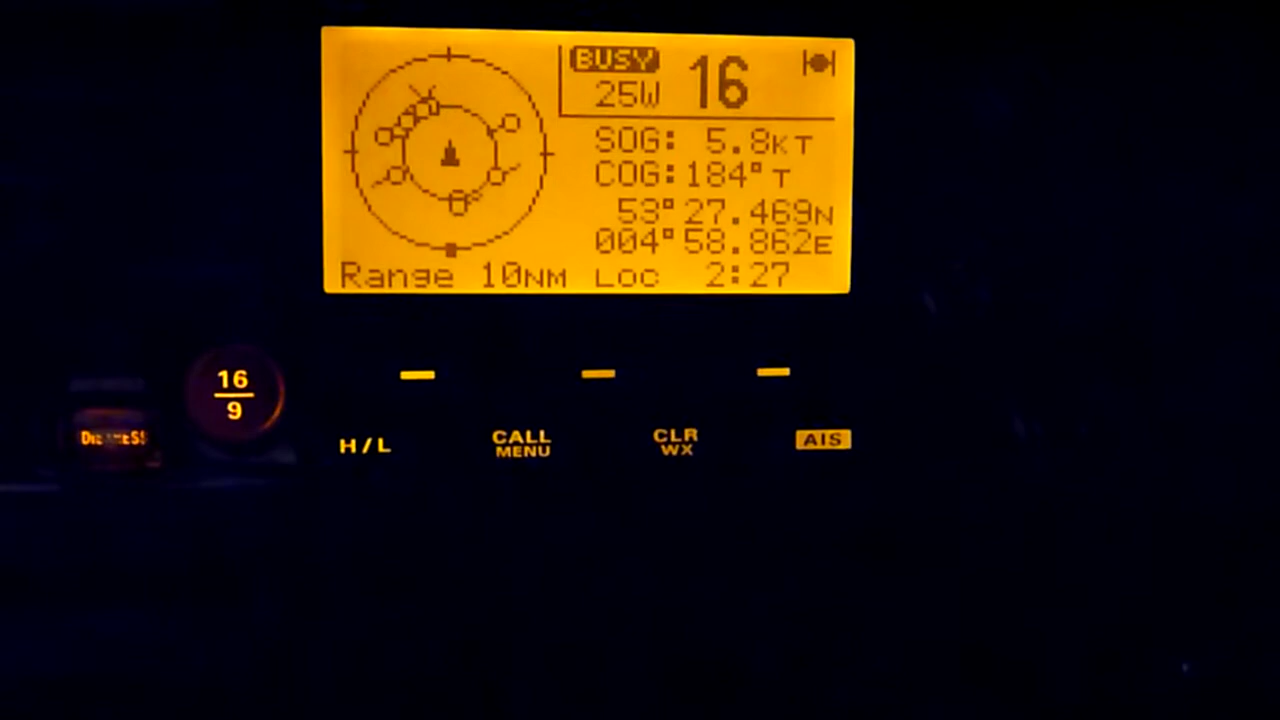 BUSY
25W 16
SOG: 5.8KT
COG:184°T
53°27.469N
004°58.862E
Range 10NM LOC 2:27
16
9
DISTRESS
H/L
CALL
MENU
CLR
WX
AIS